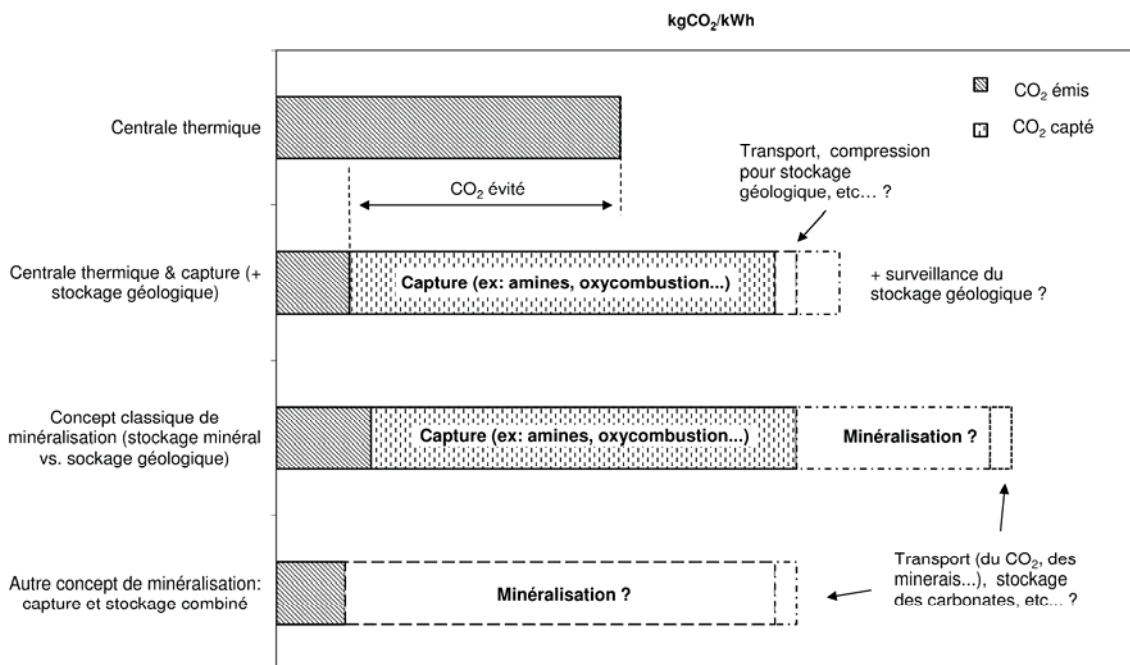 kgCO₂/kWh
CO₂ émis
CO₂ capté
Centrale thermique
CO₂ évité
Transport, compression
pour stockage
géologique, etc… ?
Centrale thermique & capture (+
stockage géologique)
Capture (ex: amines, oxycombustion...)
+ surveillance du
stockage géologique ?
Concept classique de
minéralisation (stockage minéral
vs. sockage géologique)
Capture (ex: amines, oxycombustion...)
Minéralisation ?
Autre concept de minéralisation:
capture et stockage combiné
Minéralisation ?
Transport (du CO₂, des
minerais...), stockage
des carbonates, etc... ?